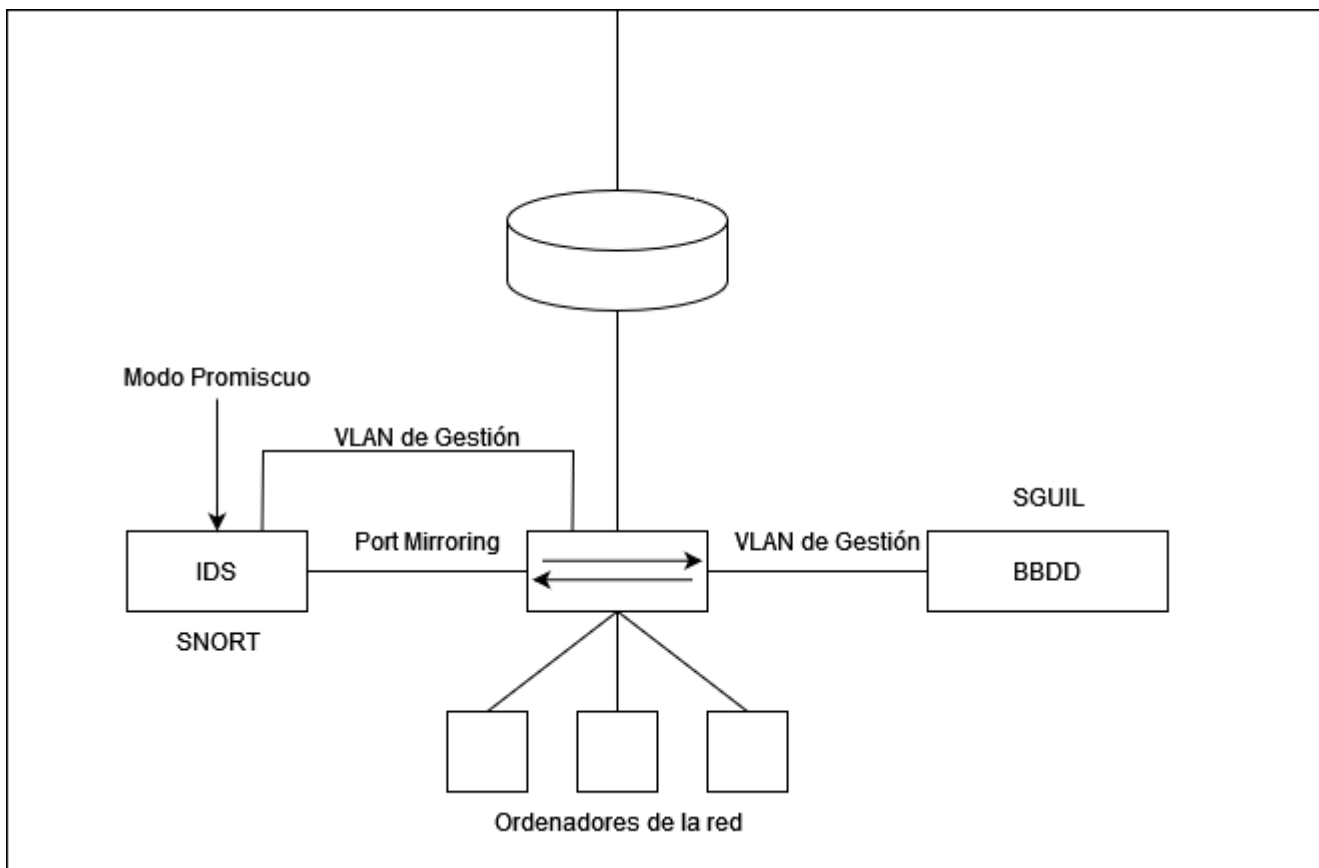 Modo Promiscuo
VLAN de Gestión
SGUIL
Port Mirroring
VLAN de Gestión
IDS
BBDD
SNORT
Ordenadores de la red